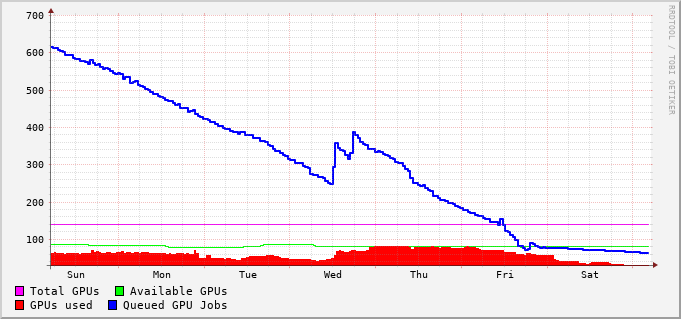 700
600
500
400
300
200
100
Sun Mon Tue Wed Thu Fri Sat
Total GPUs Available GPUs
GPUs used Queued GPU Jobs
RRDTOOL / TOBI OETIKER